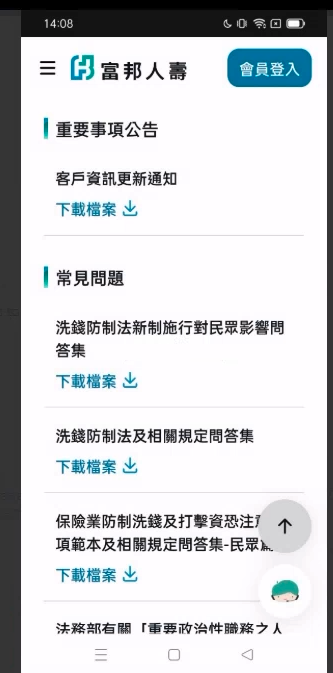 14:08
富邦人壽
會員登入
重要事項公告
客戶資訊更新通知
下載檔案
常見問題
洗錢防制法新制施行對民眾影響問
答集
下載檔案
洗錢防制法及相關規定問答集
下載檔案
保險業防制洗錢及打擊資恐注意
項範本及相關規定問答集-民眾篇
下載檔案
法務部有關「重要政治性職務之人